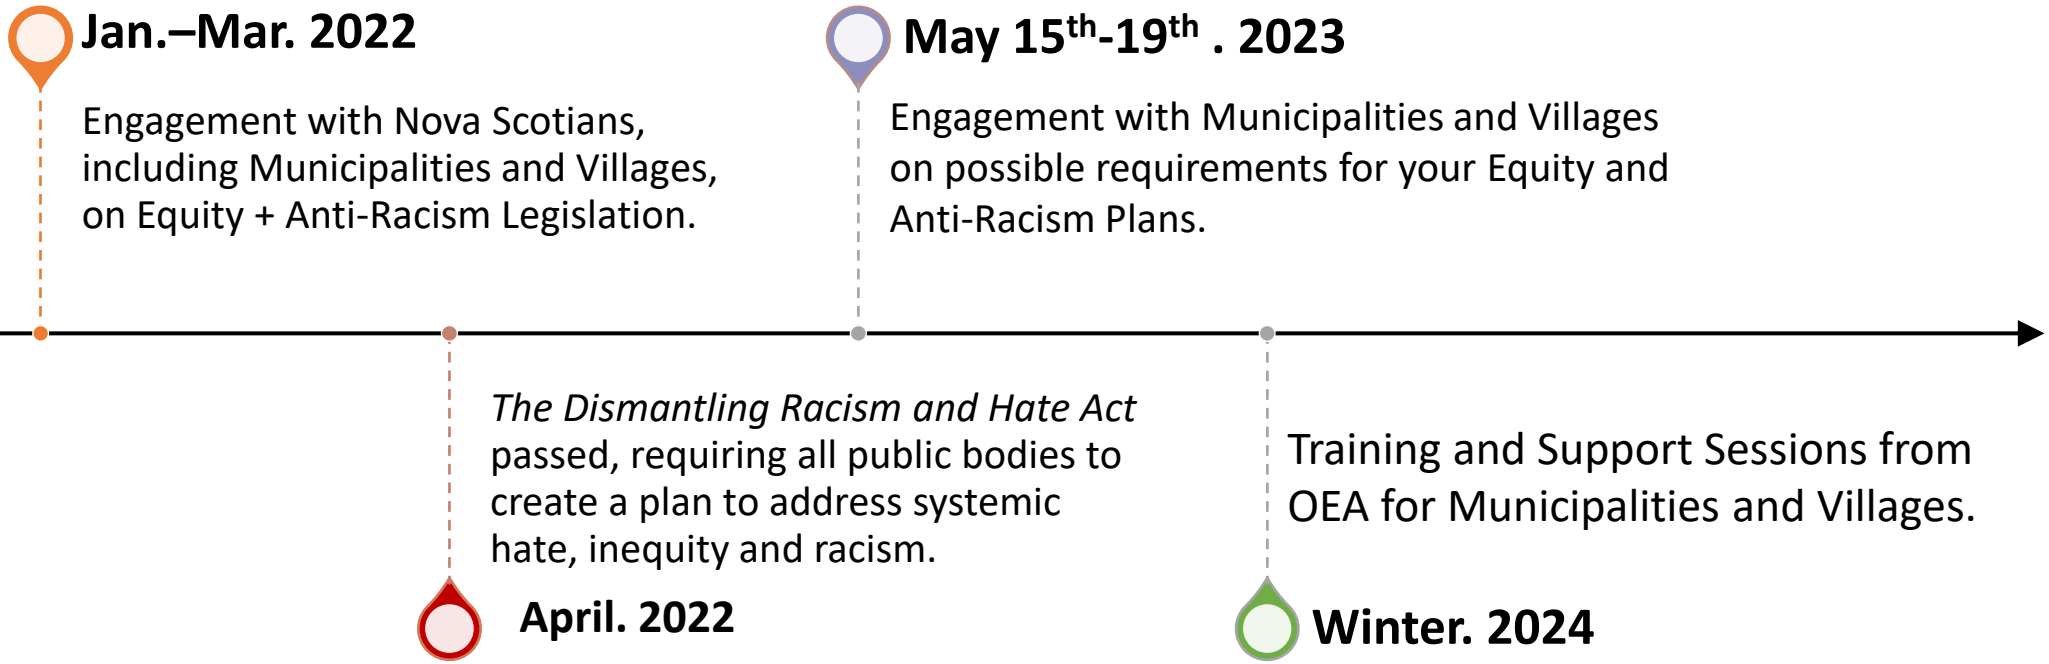 Jan.–Mar. 2022
Engagement with Nova Scotians,
including Municipalities and Villages,
on Equity + Anti-Racism Legislation.
May 15th-19th . 2023
Engagement with Municipalities and Villages
on possible requirements for your Equity and
Anti-Racism Plans.
The Dismantling Racism and Hate Act
passed, requiring all public bodies to
create a plan to address systemic
hate, inequity and racism.
April. 2022
Training and Support Sessions from
OEA for Municipalities and Villages.
Winter. 2024